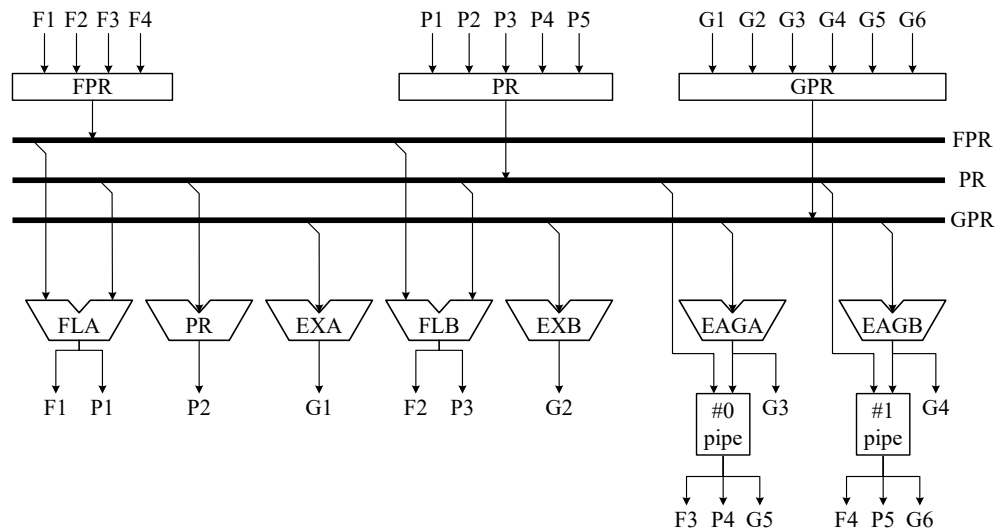 F1 F2 F3 F4
P1 P2 P3 P4 P5
G1 G2 G3 G4 G5 G6
FPR
PR
GPR
FPR
PR
GPR
FLA
PR
EXA
FLB
EXB
EAGA
EAGB
F1 P1
P2
G1
F2 P3
G2
#0
pipe
G3
#1
pipe
G4
F3 P4 G5
F4 P5 G6